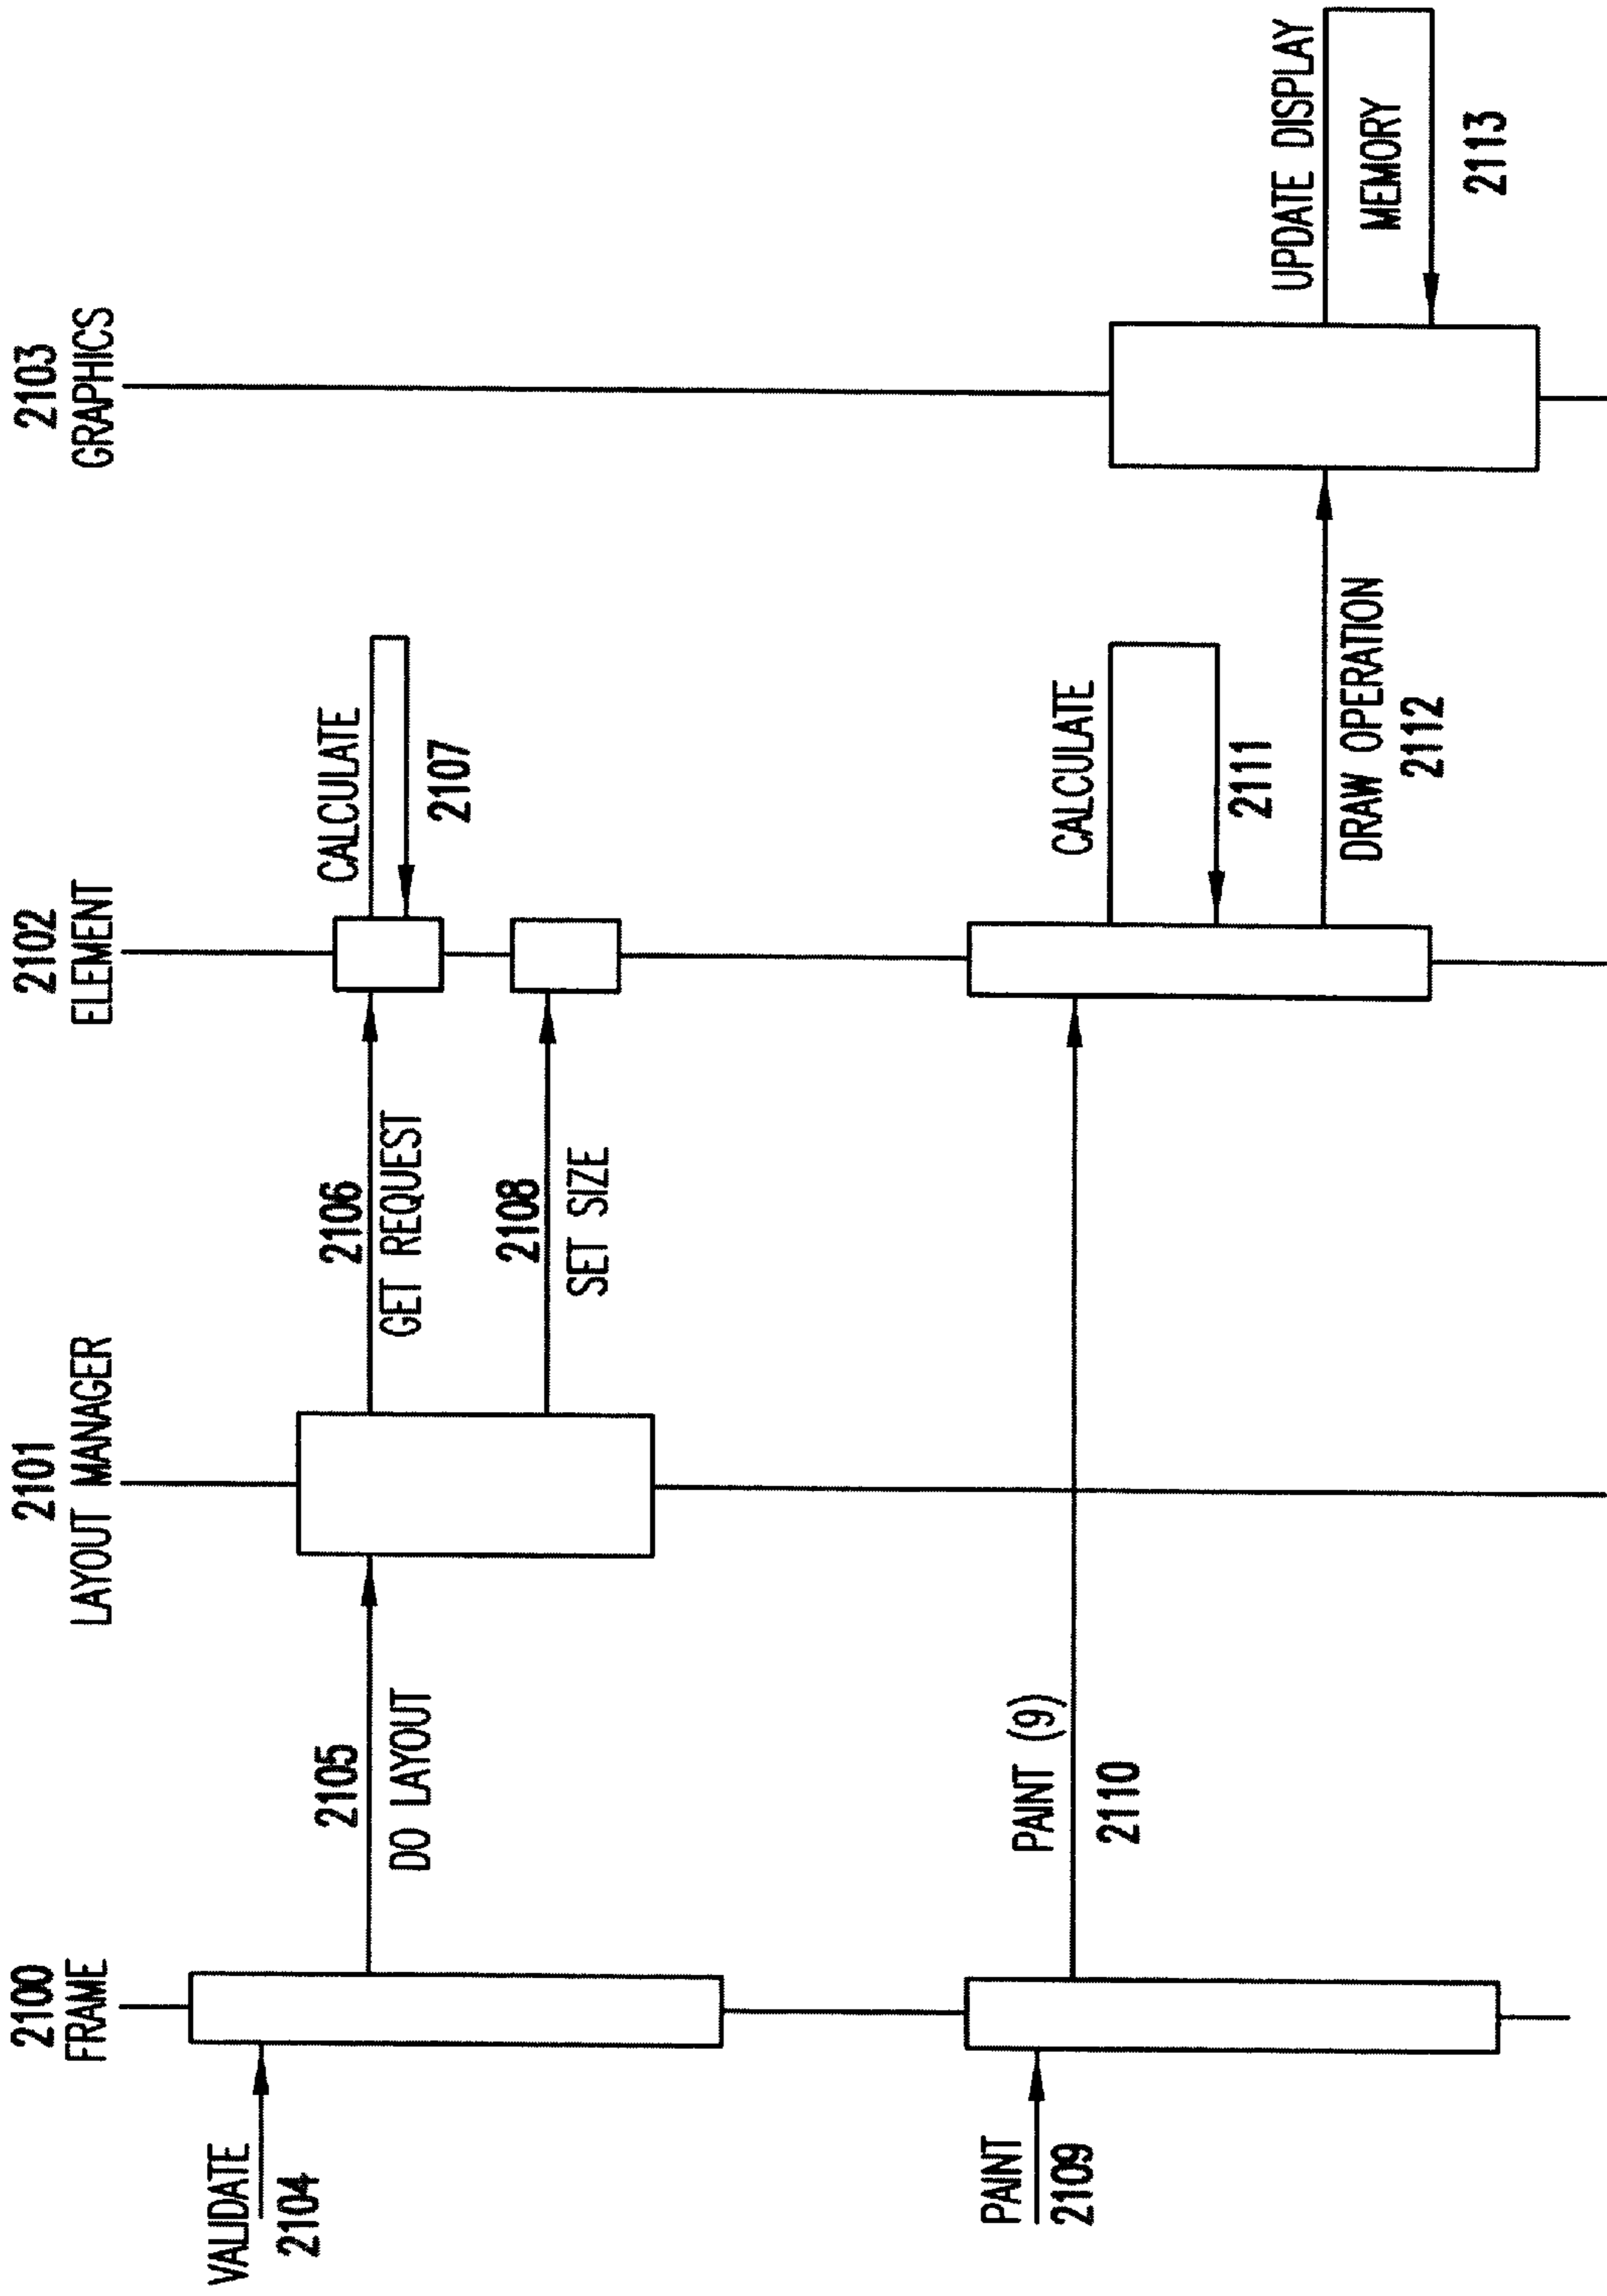 2100
FRAME
2101
LAYOUT MANAGER
2102
ELEMENT
2103
GRAPHICS
VALIDATE
2104
2105
DO LAYOUT
2106
GET REQUEST
CALCULATE
2107
2108
SET SIZE
PAINT
2109
PAINT (9)
2110
CALCULATE
2111
DRAW OPERATION
2112
UPDATE DISPLAY
MEMORY
2113